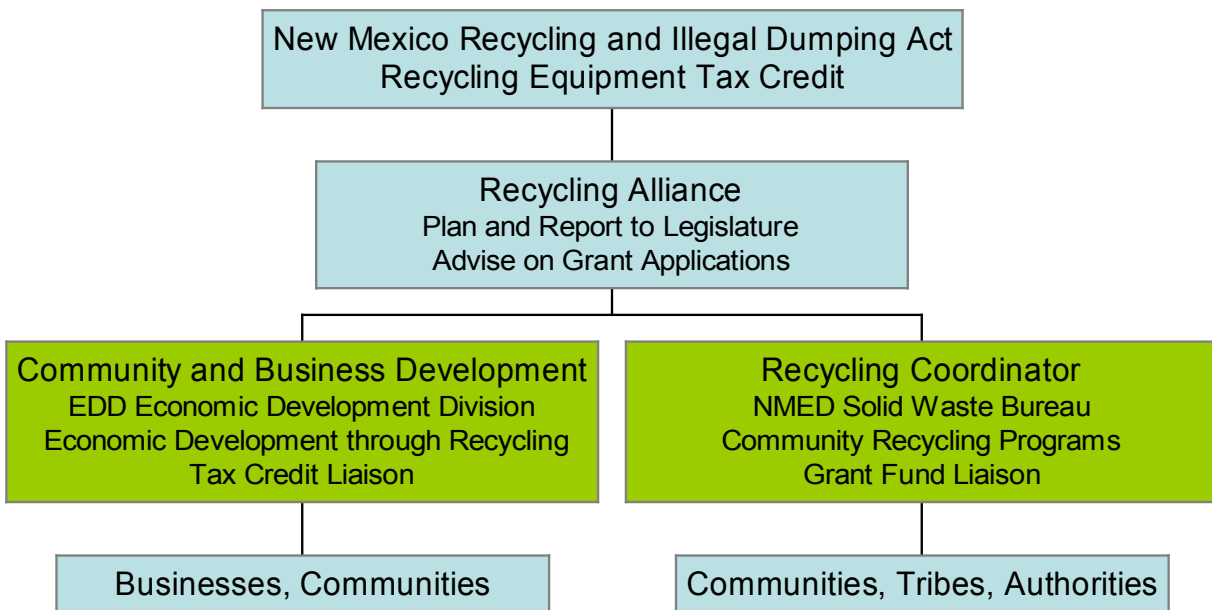 New Mexico Recycling and Illegal Dumping Act
Recycling Equipment Tax Credit
Recycling Alliance
Plan and Report to Legislature
Advise on Grant Applications
Community and Business Development
EDD Economic Development Division
Economic Development through Recycling
Tax Credit Liaison
Recycling Coordinator
NMED Solid Waste Bureau
Community Recycling Programs
Grant Fund Liaison
Businesses, Communities
Communities, Tribes, Authorities